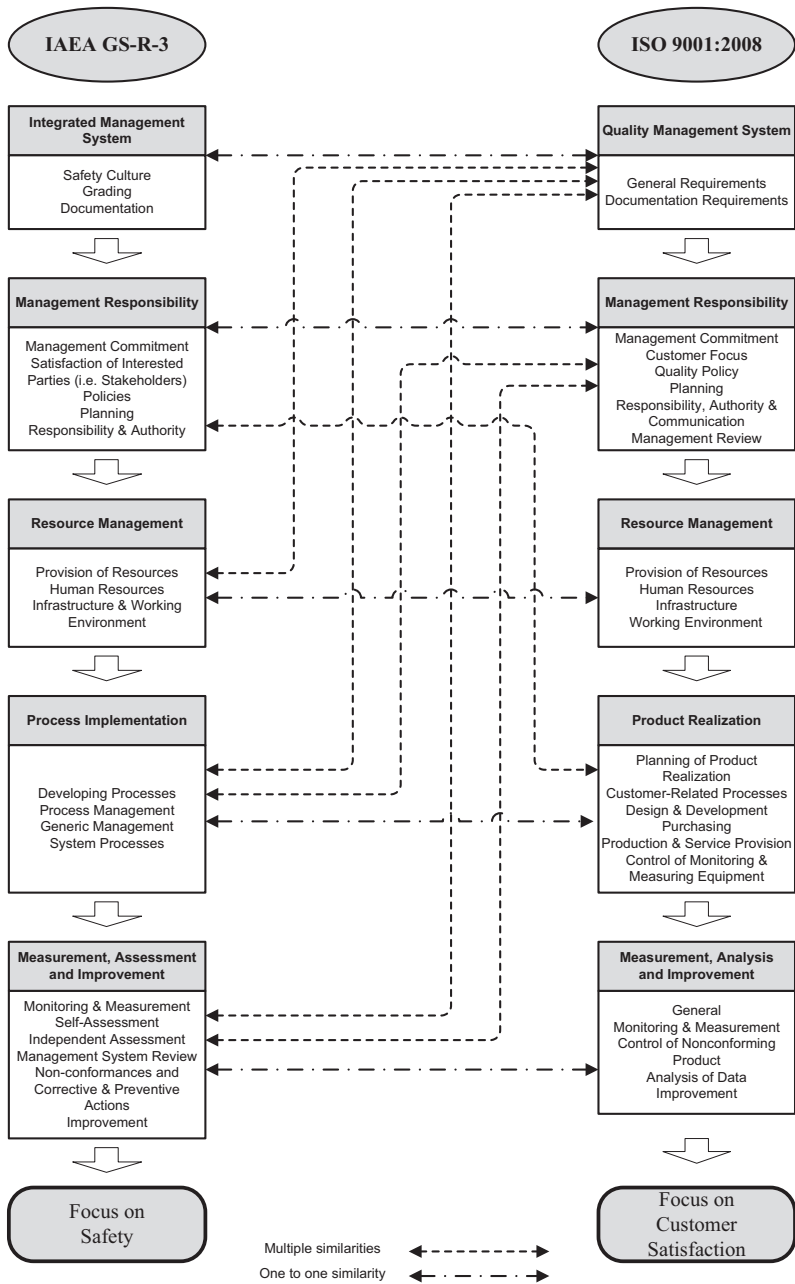 IAEA GS-R-3
Integrated Management
System
Safety Culture
Grading
Documentation
Management Responsibility
Management Commitment
Satisfaction of Interested
Parties (i.e. Stakeholders)
Policies
Planning
Responsibility & Authority
Resource Management
Provision of Resources
Human Resources
Infrastructure & Working
Environment
Process Implementation
Developing Processes
Process Management
Generic Management
System Processes
Measurement, Assessment
and Improvement
Monitoring & Measurement
Self-Assessment
Independent Assessment
Management System Review
Non-conformances and
Corrective & Preventive
Actions
Improvement
Focus on
Safety
ISO 9001:2008
Quality Management System
General Requirements
Documentation Requirements
Management Responsibility
Management Commitment
Customer Focus
Quality Policy
Planning
Responsibility, Authority &
Communication
Management Review
Resource Management
Provision of Resources
Human Resources
Infrastructure
Working Environment
Product Realization
Planning of Product
Realization
Customer-Related Processes
Design & Development
Purchasing
Production & Service Provision
Control of Monitoring &
Measuring Equipment
Measurement, Analysis
and Improvement
General
Monitoring & Measurement
Control of Nonconforming
Product
Analysis of Data
Improvement
Focus on
Customer
Satisfaction
Multiple similarities
One to one similarity